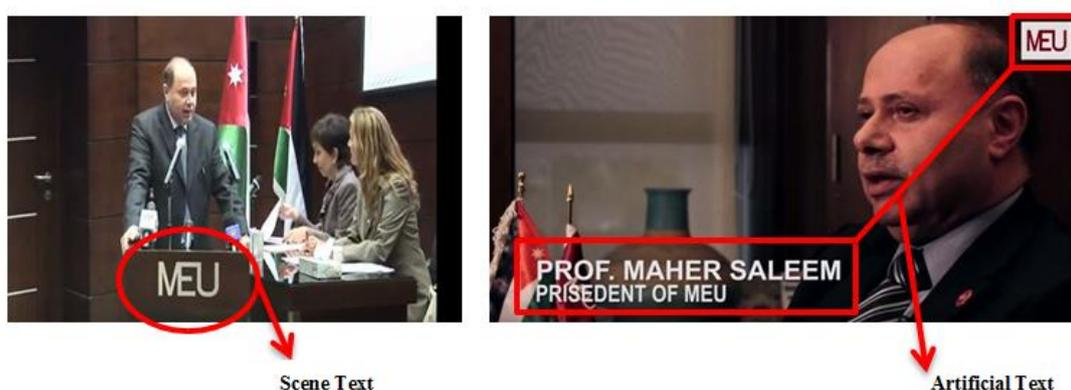 MEU
MEU
PROF. MAHER SALEEM
PRISEDENT OF MEU
Scene Text
Artificial Text